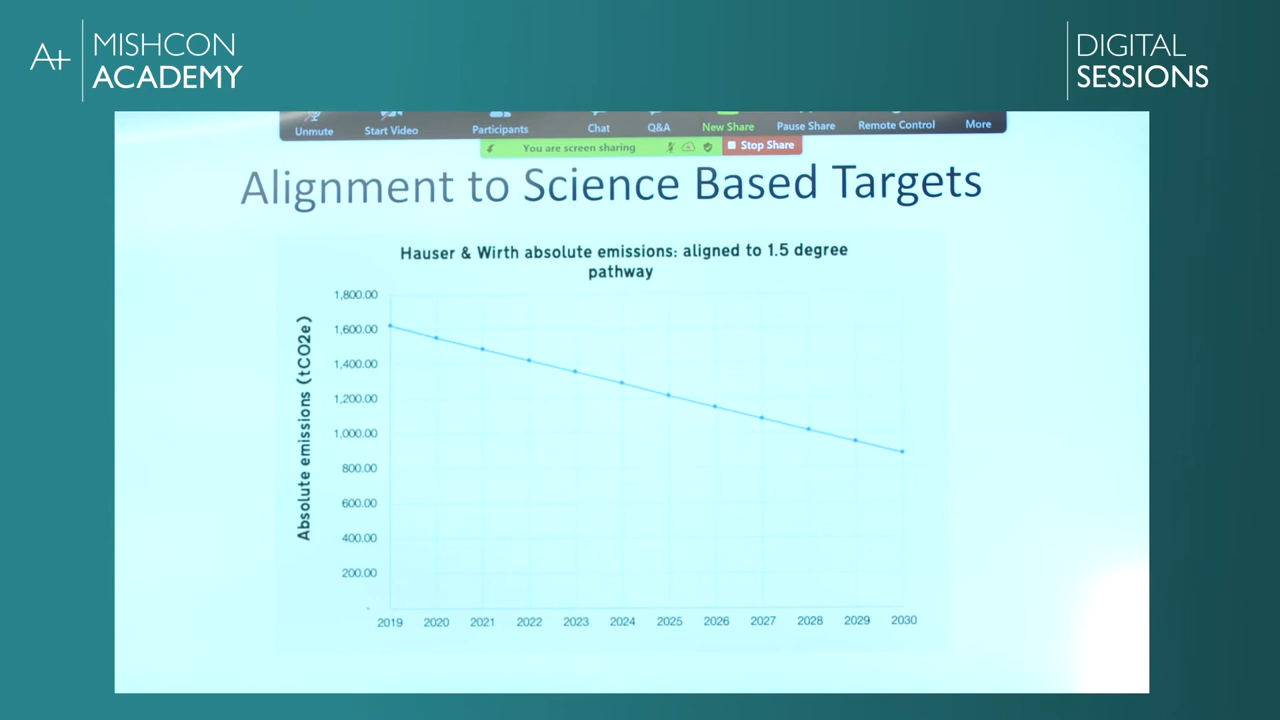 A+
MISHCON
ACADEMY
DIGITAL
SESSIONS
Unmute
Start Video
Participants
Chat
Q&A
New Share
Pause Share
Remote Control
More
You are screen sharing
Stop Share
Alignment to Science Based Targets
Hauser & Wirth absolute emissions: aligned to 1.5 degree
pathway
Absolute emissions (tCO2e)
1,800.00
1,600.00
1,400.00
1,200.00
1,000.00
800.00
600.00
400.00
200.00
-
2019 2020 2021 2022 2023 2024 2025 2026 2027 2028 2029 2030